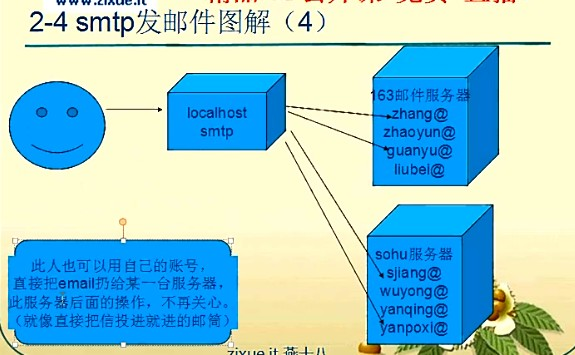 www.zixue.it
2-4 smtp发邮件图解（4）
localhost
smtp
163邮件服务器
zhang@
zhaoyun@
guanyu@
liubei@
sohu服务器
sjiang@
wuyong@
yanqing@
yanpoxi@
此人也可以用自己的账号，
直接把email扔给某一台服务器，
此服务器后面的操作，不再关心。
（就像直接把信投进就进的邮筒）
zixue.it 燕十八